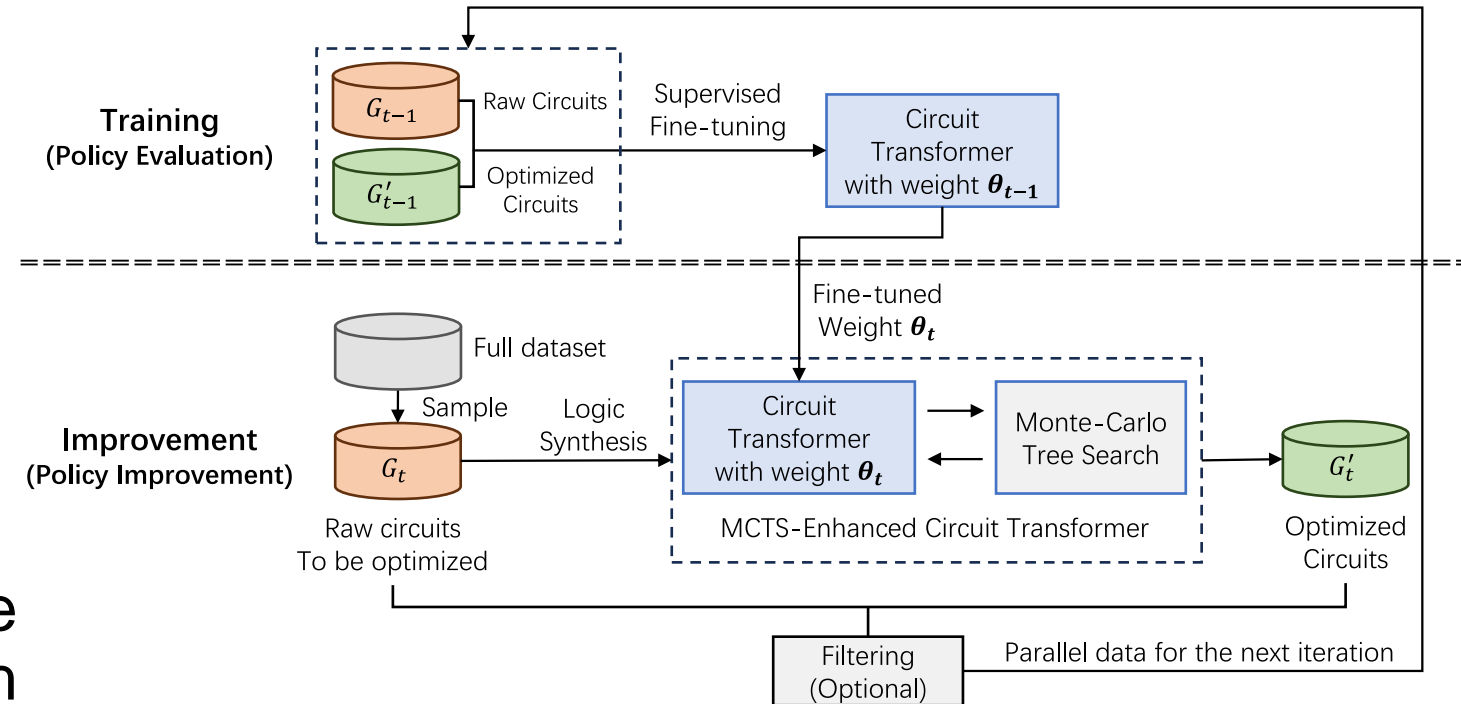 Training
(Policy Evaluation)
G_{t−1}
Raw Circuits
G′_{t−1}
Optimized
Circuits
Supervised
Fine-tuning
Circuit
Transformer
with weight θ_{t−1}
Fine-tuned
Weight θ_t
Improvement
(Policy Improvement)
Full dataset
Sample
G_t
Raw circuits
To be optimized
Logic
Synthesis
Circuit
Transformer
with weight θ_t
Monte-Carlo
Tree Search
MCTS-Enhanced Circuit Transformer
G′_t
Optimized
Circuits
Filtering
(Optional)
Parallel data for the next iteration
e
n